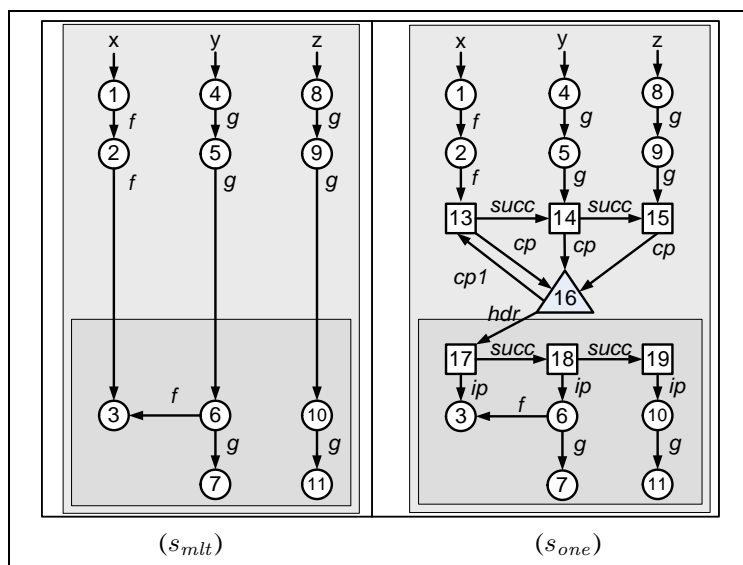 x y z x y z
1 4 8 1 4 8
f g g f g g
2 5 9 2 5 9
f g g f g g
13 succ 14 succ 15
cp cp cp
cp1
16
hdr
17 succ 18 succ 19
ip ip ip
3 f 6 10 3 f 6 10
g g g g
7 11 7 11
(s_mlt) (s_one)